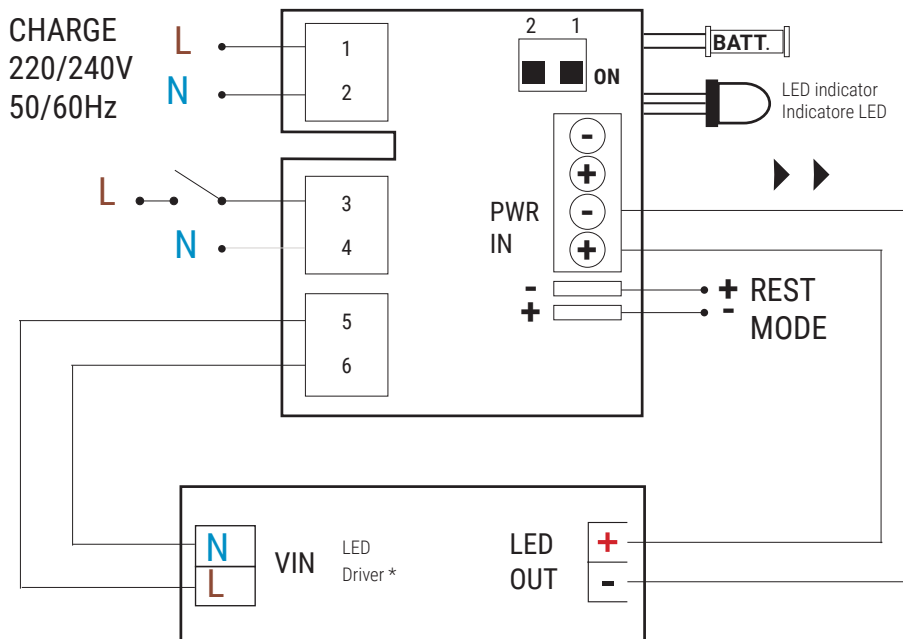 CHARGE
220/240V
50/60Hz
L
N
1
2
2 1
ON
BATT.
LED indicator
Indicatore LED
L
N
3
4
PWR
IN
-
+
-
+
-
+
+
-
REST
MODE
5
6
N
L
VIN
LED
Driver *
LED
OUT
+
-